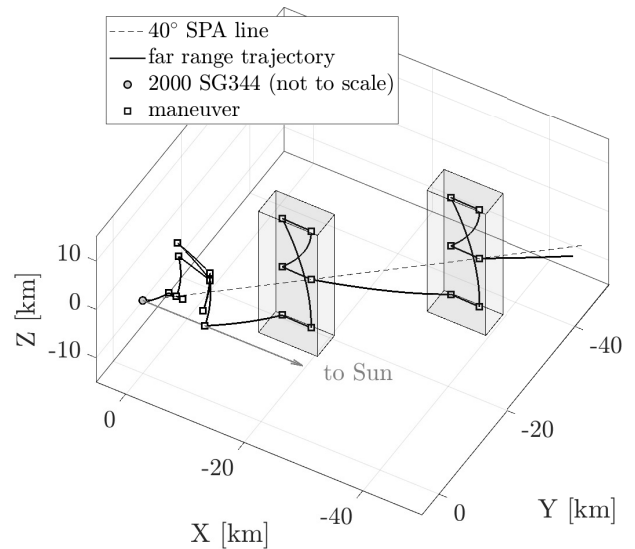 40° SPA line
far range trajectory
2000 SG344 (not to scale)
maneuver
10
0
-10
Z [km]
to Sun
0
-20
-40
X [km]
0
-20
-40
Y [km]